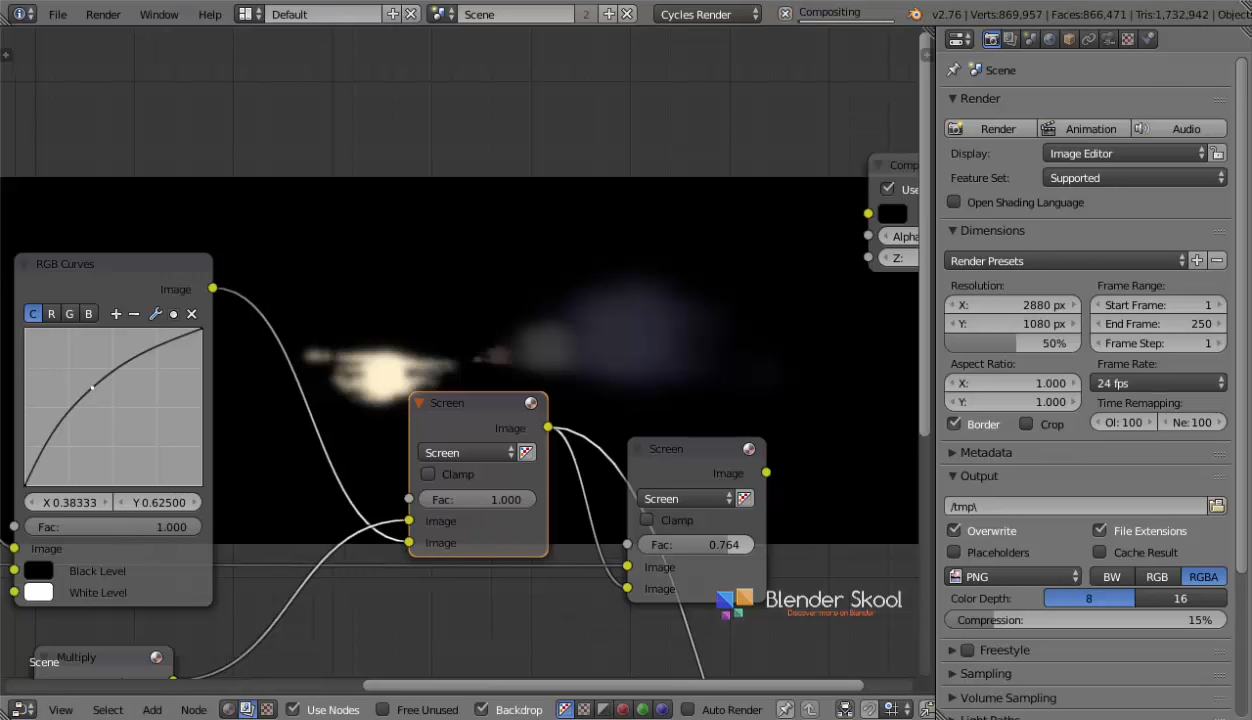 File Render Window Help Default Scene 2 Cycles Render Compositing v2.76 | Verts:869,957 | Faces:866,471 | Tris:1,732,942 |
Scene
Render
Render Animation Audio
Display: Image Editor
Feature Set: Supported
Open Shading Language
Dimensions
Render Presets
Resolution: Frame Range:
X: 2880 px Start Frame: 1
Y: 1080 px End Frame: 250
50% Frame Step: 1
Aspect Ratio: Frame Rate:
X: 1.000 24 fps
Y: 1.000 Time Remapping:
Border Crop Ol: 100 Ne: 100
Metadata
Output
/tmp\
Overwrite File Extensions
Placeholders Cache Result
PNG BW RGB RGBA
Color Depth: 8 16
Compression: 15%
Freestyle
Sampling
Volume Sampling
RGB Curves
Image
C R G B
X 0.38333 Y 0.62500
Fac: 1.000
Image
Black Level
White Level
Screen
Image
Screen
Clamp
Fac: 1.000
Image
Image
Screen
Image
Screen
Clamp
Fac: 0.764
Image
Image
Z:
Blender Skool
Discover more on Blender
Scene
Multiply
View Select Add Node Use Nodes Free Unused Backdrop Auto Render